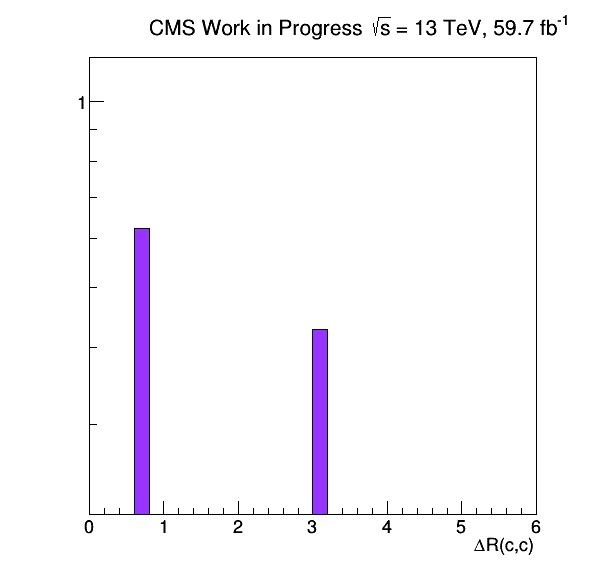 CMS Work in Progress √s = 13 TeV, 59.7 fb⁻¹
1
0 1 2 3 4 5 6
ΔR(c,c)